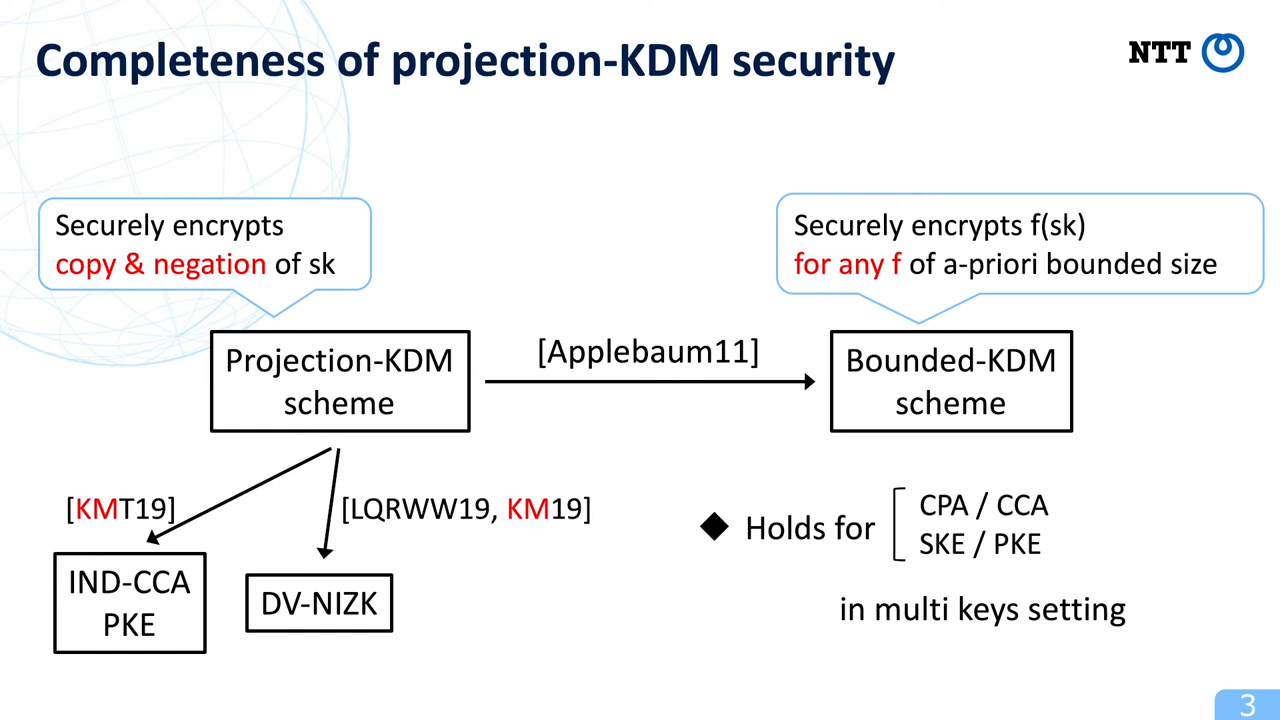 Completeness of projection-KDM security
NTT
Securely encrypts
copy & negation of sk
Securely encrypts f(sk)
for any f of a-priori bounded size
Projection-KDM
scheme
[Applebaum11]
Bounded-KDM
scheme
[KMT19]
[LQRWW19, KM19]
IND-CCA
PKE
DV-NIZK
◆ Holds for
CPA / CCA
SKE / PKE
in multi keys setting
3